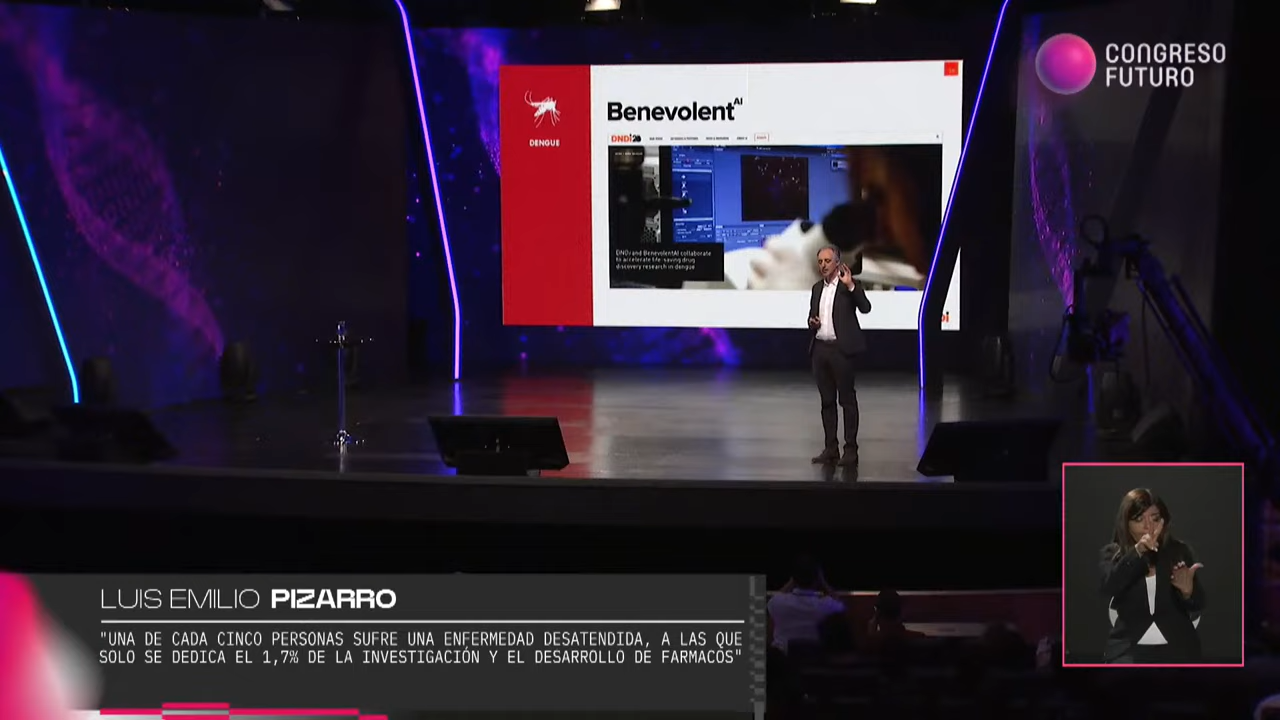 CONGRESO
FUTURO
Benevolent AI
DENGUE
DNDi 20
DNDi and BenevolentAI collaborate
to accelerate life-saving drug
discovery research in dengue
LUIS EMILIO PIZARRO
"UNA DE CADA CINCO PERSONAS SUFRE UNA ENFERMEDAD DESATENDIDA, A LAS QUE
SOLO SE DEDICA EL 1,7% DE LA INVESTIGACIÓN Y EL DESARROLLO DE FARMACOS"